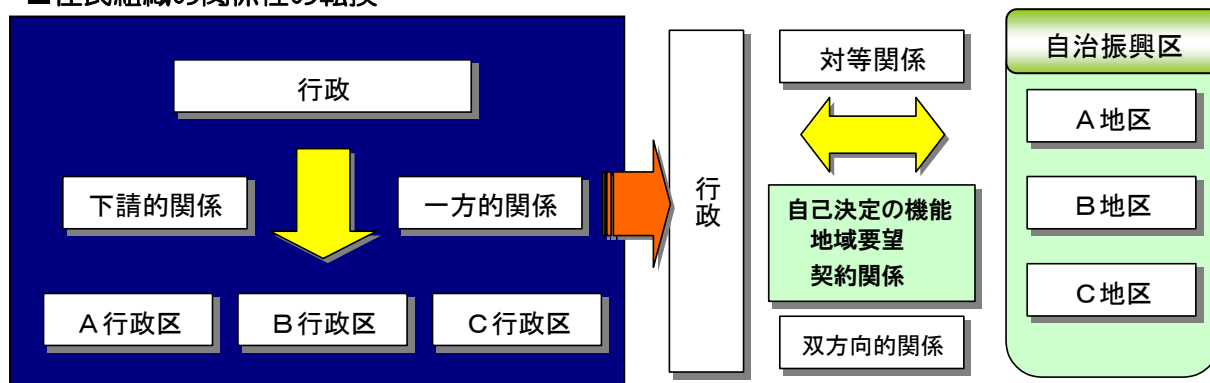 ■住民組織の関係性の転換
行政
下請的関係
一方的関係
A行政区
B行政区
C行政区
行政
対等関係
自己決定の機能
地域要望
契約関係
双方向的関係
自治振興区
A地区
B地区
C地区